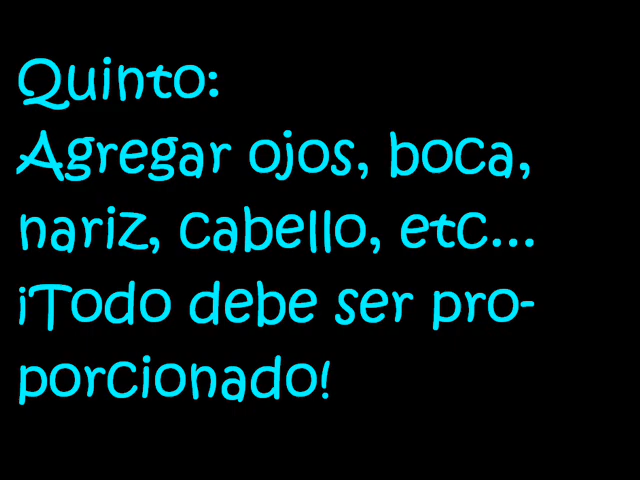 Quinto:
Agregar ojos, boca,
nariz, cabello, etc...
¡Todo debe ser pro-
porcionado!